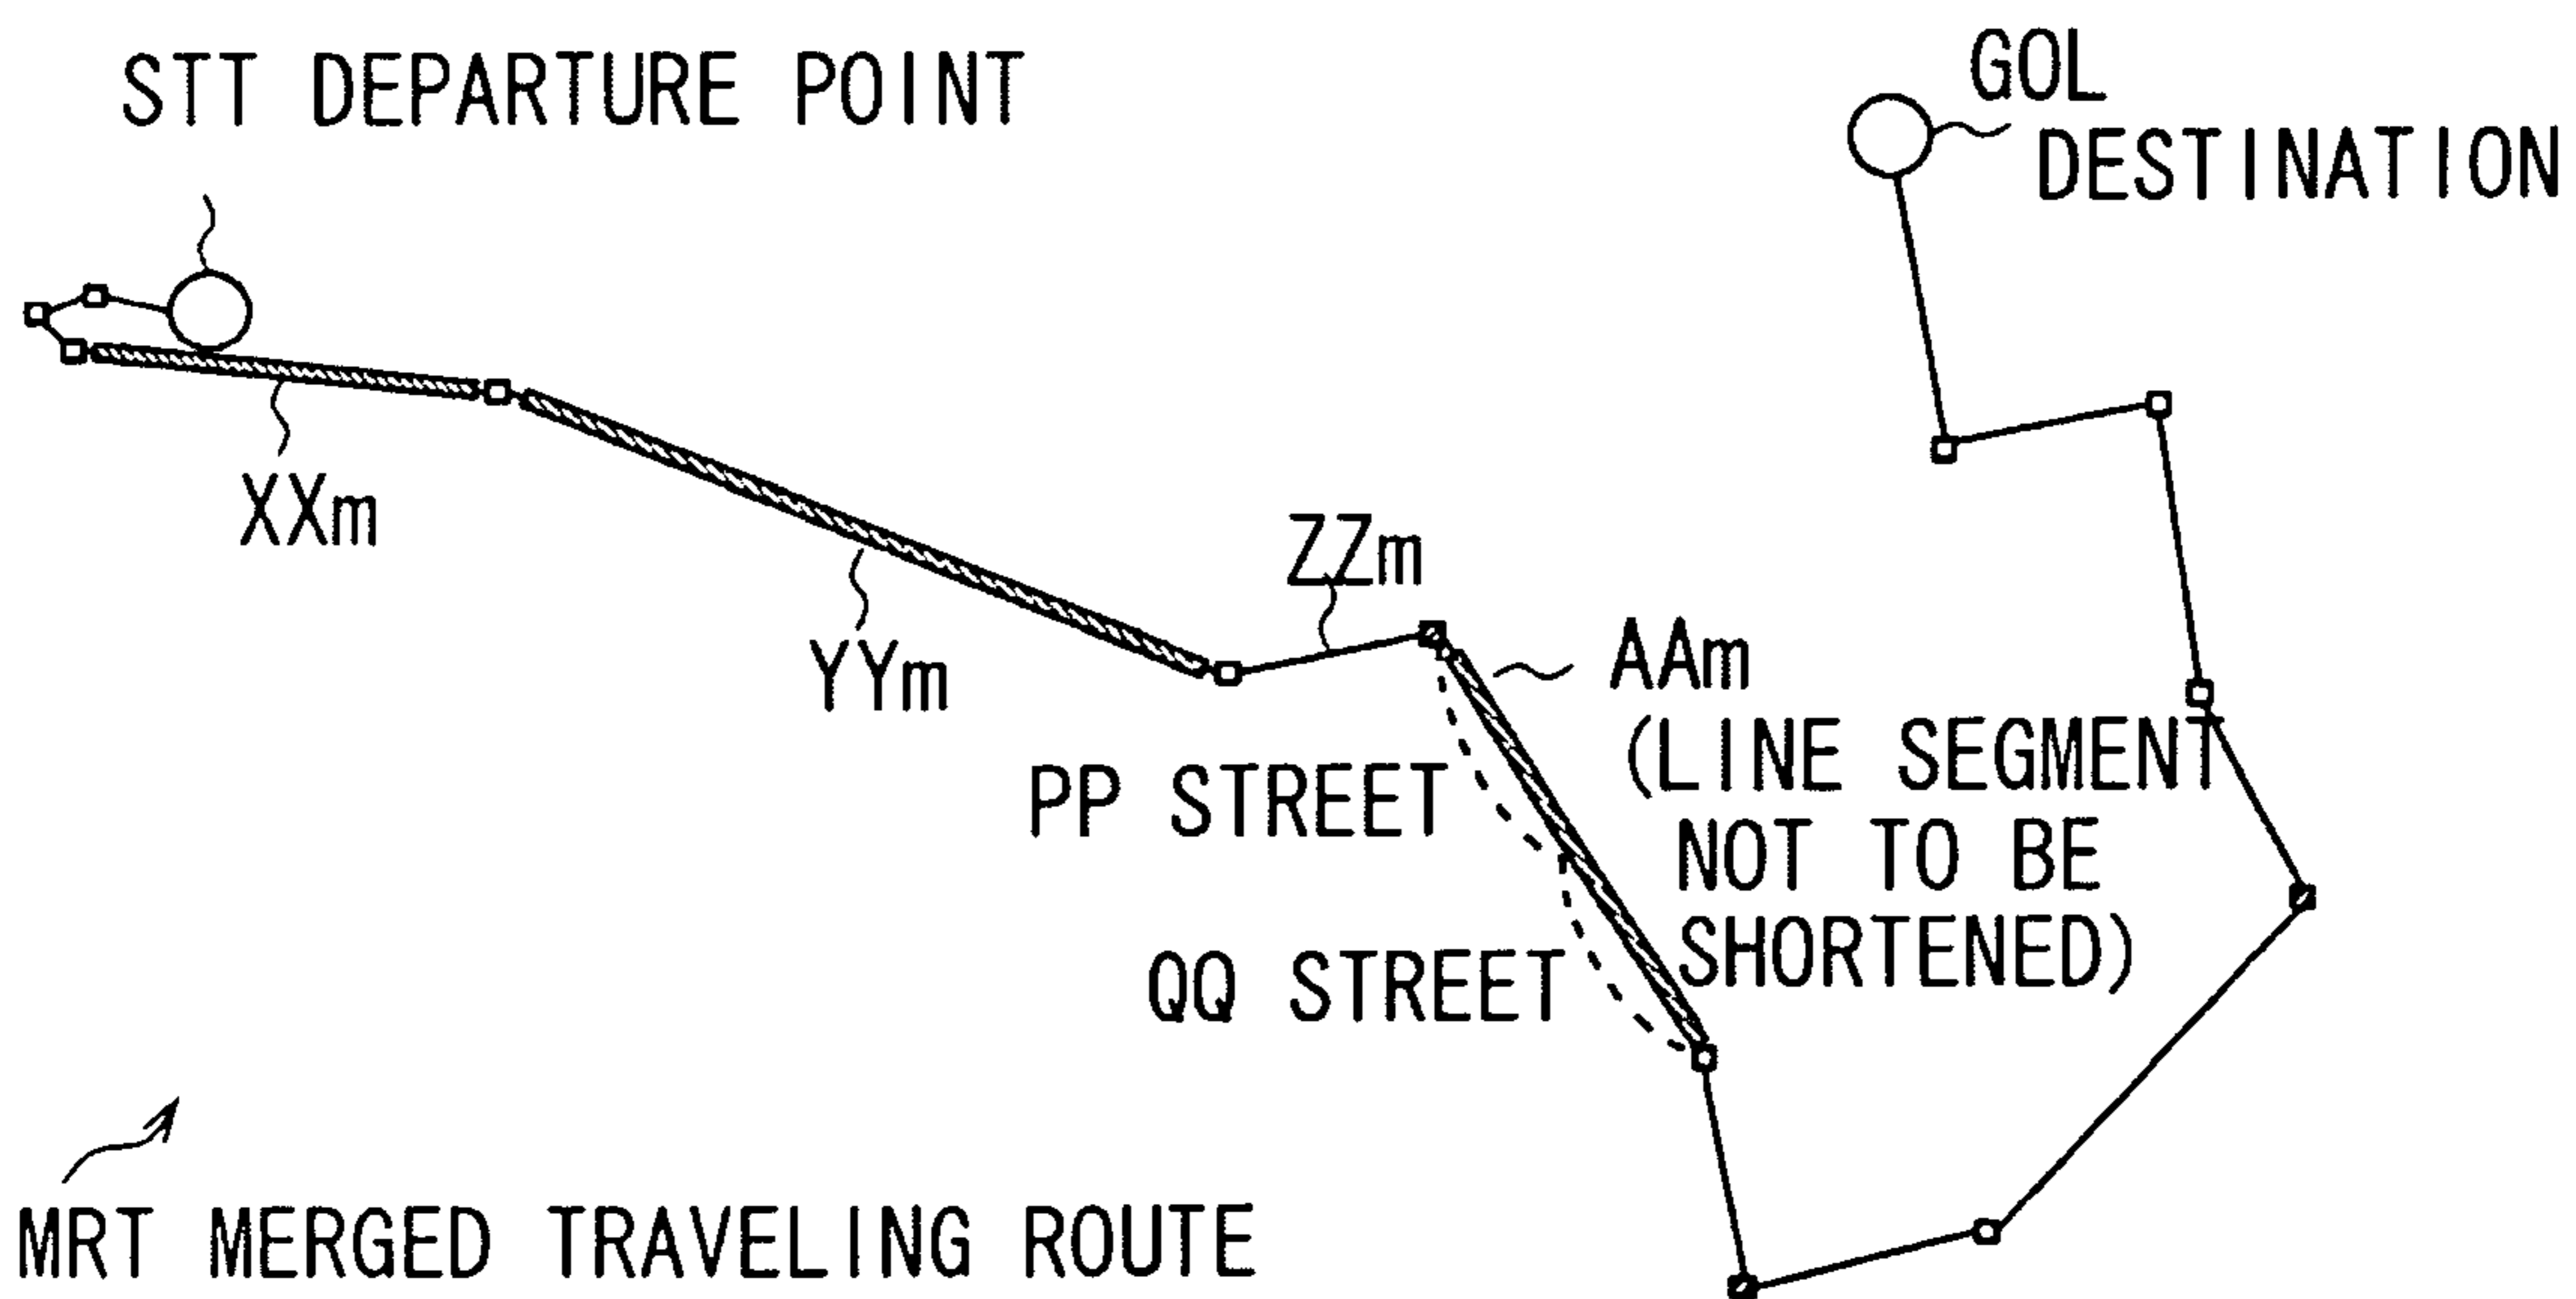 STT DEPARTURE POINT
GOL
DESTINATION
XXm
YYm
ZZm
AAm
(LINE SEGMENT
NOT TO BE
SHORTENED)
PP STREET
QQ STREET
MRT MERGED TRAVELING ROUTE